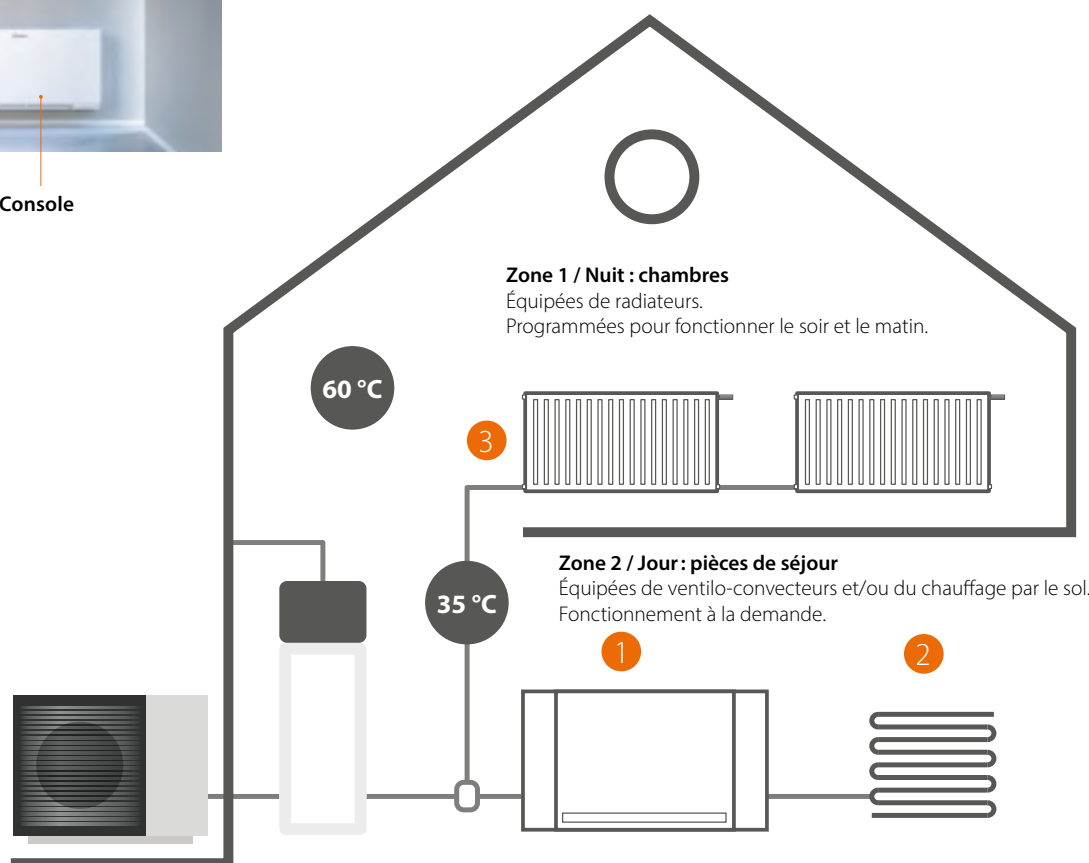 Console
Zone 1 / Nuit : chambres
Équipées de radiateurs.
Programmées pour fonctionner le soir et le matin.
60 °C
3
Zone 2 / Jour : pièces de séjour
Équipées de ventilo-convecteurs et/ou du chauffage par le sol.
Fonctionnement à la demande.
35 °C
1
2